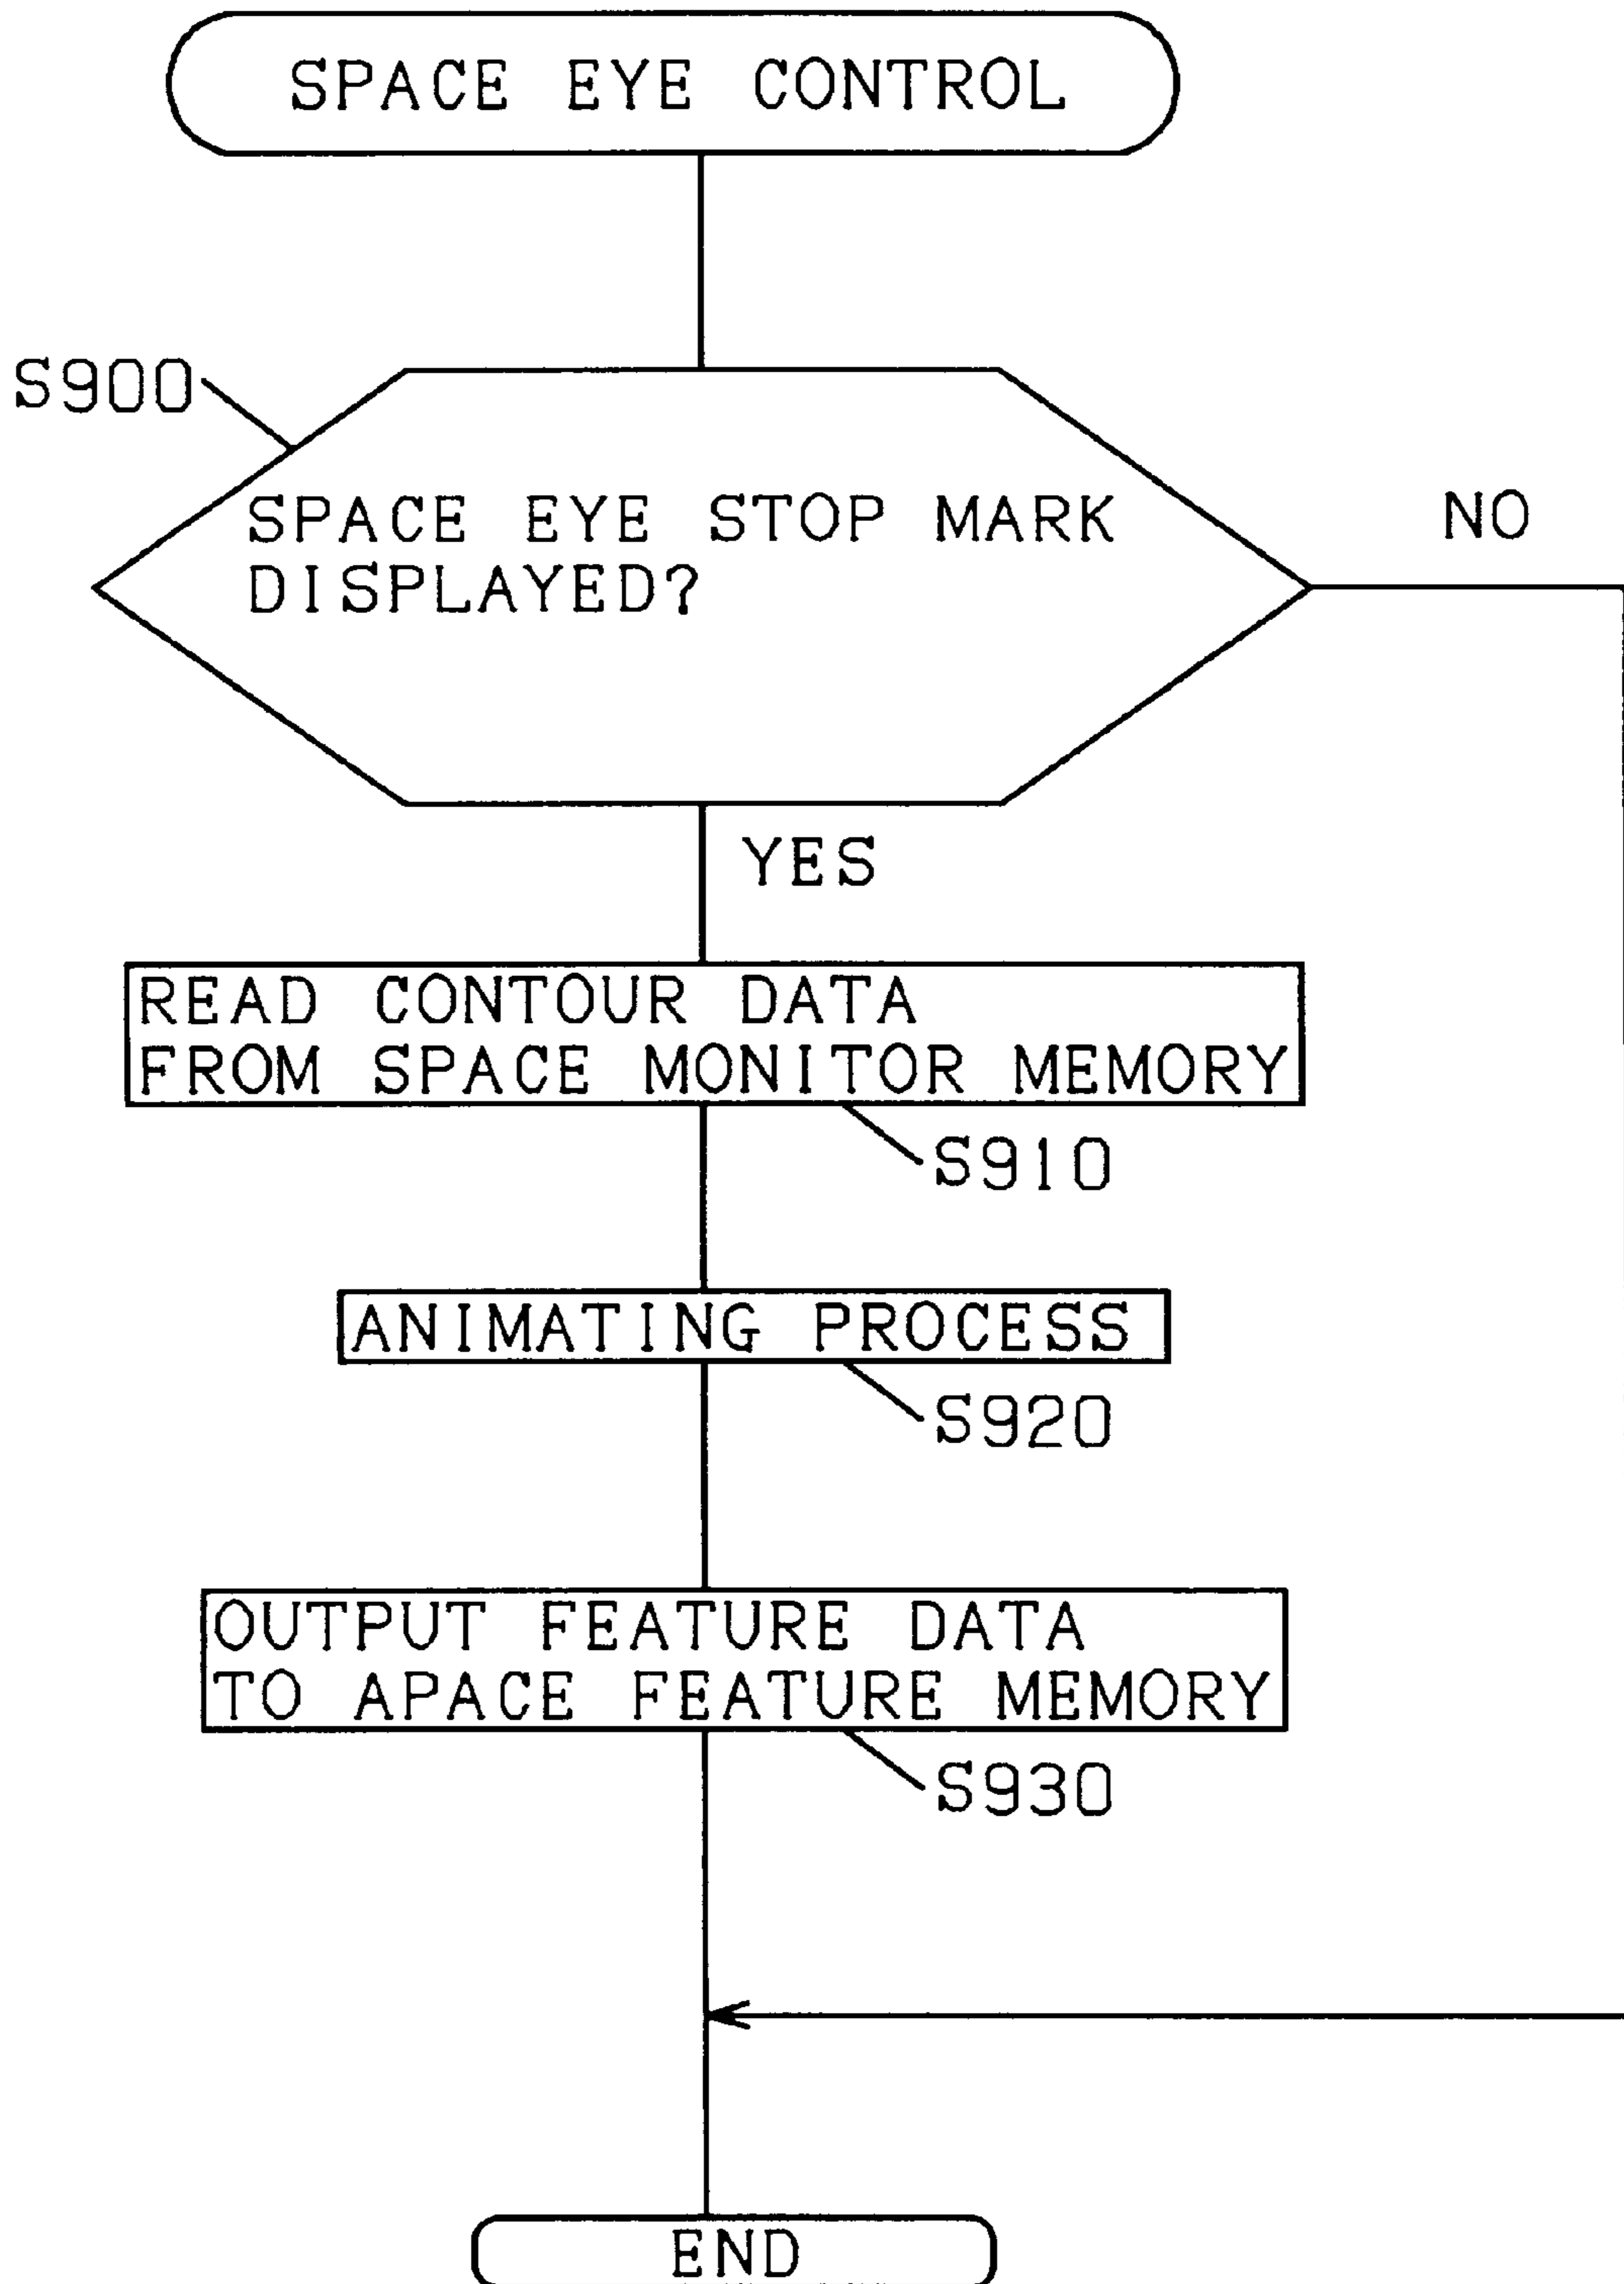 SPACE EYE CONTROL
S900
SPACE EYE STOP MARK
DISPLAYED?
NO
YES
READ CONTOUR DATA
FROM SPACE MONITOR MEMORY
S910
ANIMATING PROCESS
S920
OUTPUT FEATURE DATA
TO APACE FEATURE MEMORY
S930
END